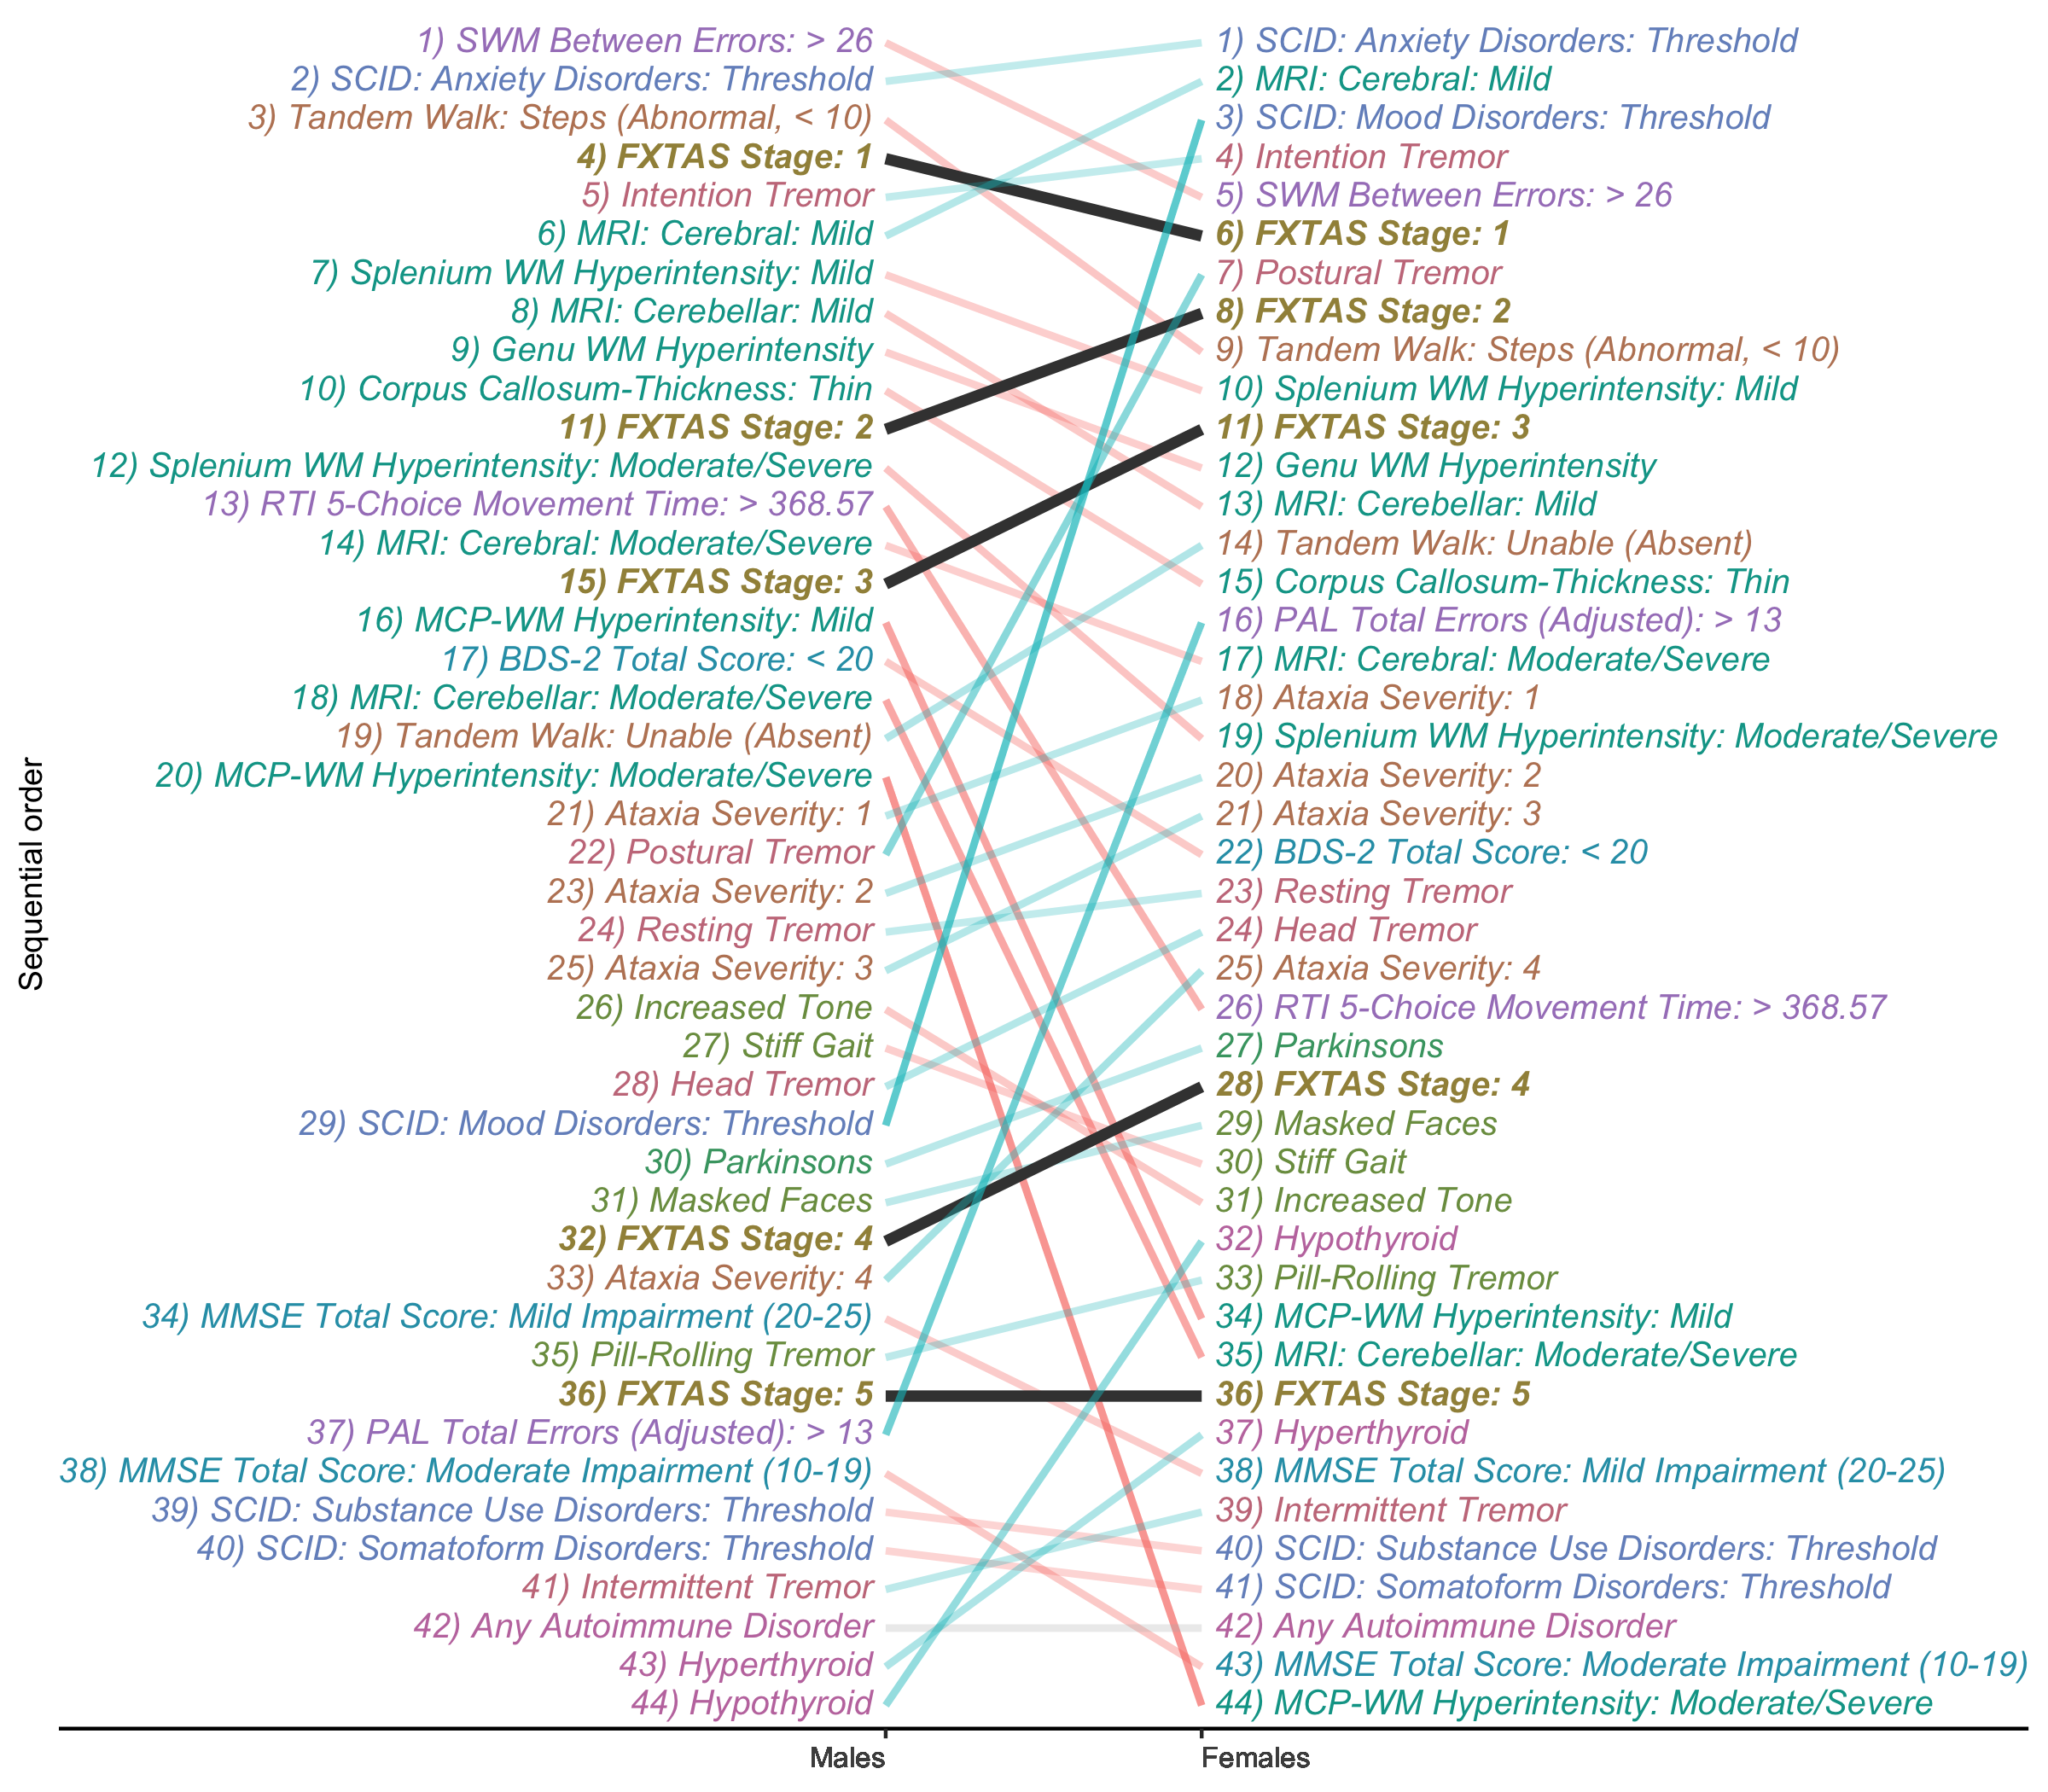 Sequential order
1) SWM Between Errors: > 26
2) SCID: Anxiety Disorders: Threshold
3) Tandem Walk: Steps (Abnormal, < 10)
4) FXTAS Stage: 1
5) Intention Tremor
6) MRI: Cerebral: Mild
7) Splenium WM Hyperintensity: Mild
8) MRI: Cerebellar: Mild
9) Genu WM Hyperintensity
10) Corpus Callosum-Thickness: Thin
11) FXTAS Stage: 2
12) Splenium WM Hyperintensity: Moderate/Severe
13) RTI 5-Choice Movement Time: > 368.57
14) MRI: Cerebral: Moderate/Severe
15) FXTAS Stage: 3
16) MCP-WM Hyperintensity: Mild
17) BDS-2 Total Score: < 20
18) MRI: Cerebellar: Moderate/Severe
19) Tandem Walk: Unable (Absent)
20) MCP-WM Hyperintensity: Moderate/Severe
21) Ataxia Severity: 1
22) Postural Tremor
23) Ataxia Severity: 2
24) Resting Tremor
25) Ataxia Severity: 3
26) Increased Tone
27) Stiff Gait
28) Head Tremor
29) SCID: Mood Disorders: Threshold
30) Parkinsons
31) Masked Faces
32) FXTAS Stage: 4
33) Ataxia Severity: 4
34) MMSE Total Score: Mild Impairment (20-25)
35) Pill-Rolling Tremor
36) FXTAS Stage: 5
37) PAL Total Errors (Adjusted): > 13
38) MMSE Total Score: Moderate Impairment (10-19)
39) SCID: Substance Use Disorders: Threshold
40) SCID: Somatoform Disorders: Threshold
41) Intermittent Tremor
42) Any Autoimmune Disorder
43) Hyperthyroid
44) Hypothyroid
1) SCID: Anxiety Disorders: Threshold
2) MRI: Cerebral: Mild
3) SCID: Mood Disorders: Threshold
4) Intention Tremor
5) SWM Between Errors: > 26
6) FXTAS Stage: 1
7) Postural Tremor
8) FXTAS Stage: 2
9) Tandem Walk: Steps (Abnormal, < 10)
10) Splenium WM Hyperintensity: Mild
11) FXTAS Stage: 3
12) Genu WM Hyperintensity
13) MRI: Cerebellar: Mild
14) Tandem Walk: Unable (Absent)
15) Corpus Callosum-Thickness: Thin
16) PAL Total Errors (Adjusted): > 13
17) MRI: Cerebral: Moderate/Severe
18) Ataxia Severity: 1
19) Splenium WM Hyperintensity: Moderate/Severe
20) Ataxia Severity: 2
21) Ataxia Severity: 3
22) BDS-2 Total Score: < 20
23) Resting Tremor
24) Head Tremor
25) Ataxia Severity: 4
26) RTI 5-Choice Movement Time: > 368.57
27) Parkinsons
28) FXTAS Stage: 4
29) Masked Faces
30) Stiff Gait
31) Increased Tone
32) Hypothyroid
33) Pill-Rolling Tremor
34) MCP-WM Hyperintensity: Mild
35) MRI: Cerebellar: Moderate/Severe
36) FXTAS Stage: 5
37) Hyperthyroid
38) MMSE Total Score: Mild Impairment (20-25)
39) Intermittent Tremor
40) SCID: Substance Use Disorders: Threshold
41) SCID: Somatoform Disorders: Threshold
42) Any Autoimmune Disorder
43) MMSE Total Score: Moderate Impairment (10-19)
44) MCP-WM Hyperintensity: Moderate/Severe
Males
Females